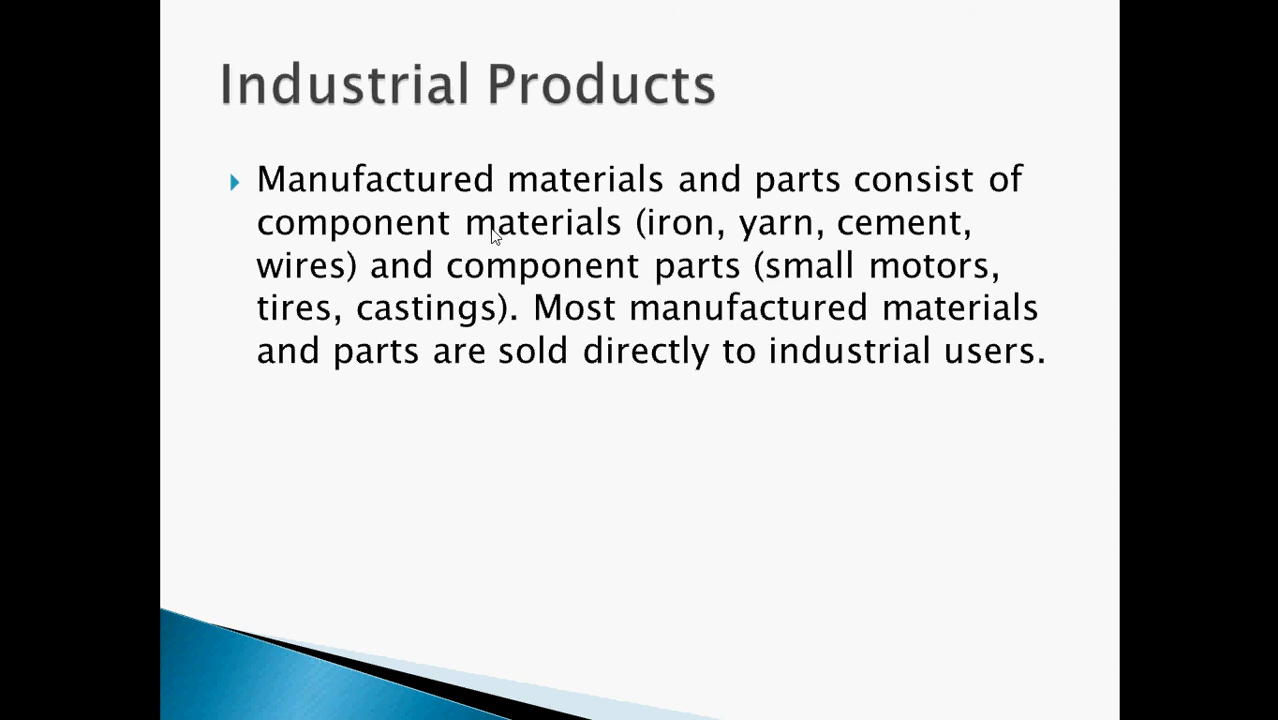 Industrial Products
Manufactured materials and parts consist of
component materials (iron, yarn, cement,
wires) and component parts (small motors,
tires, castings). Most manufactured materials
and parts are sold directly to industrial users.